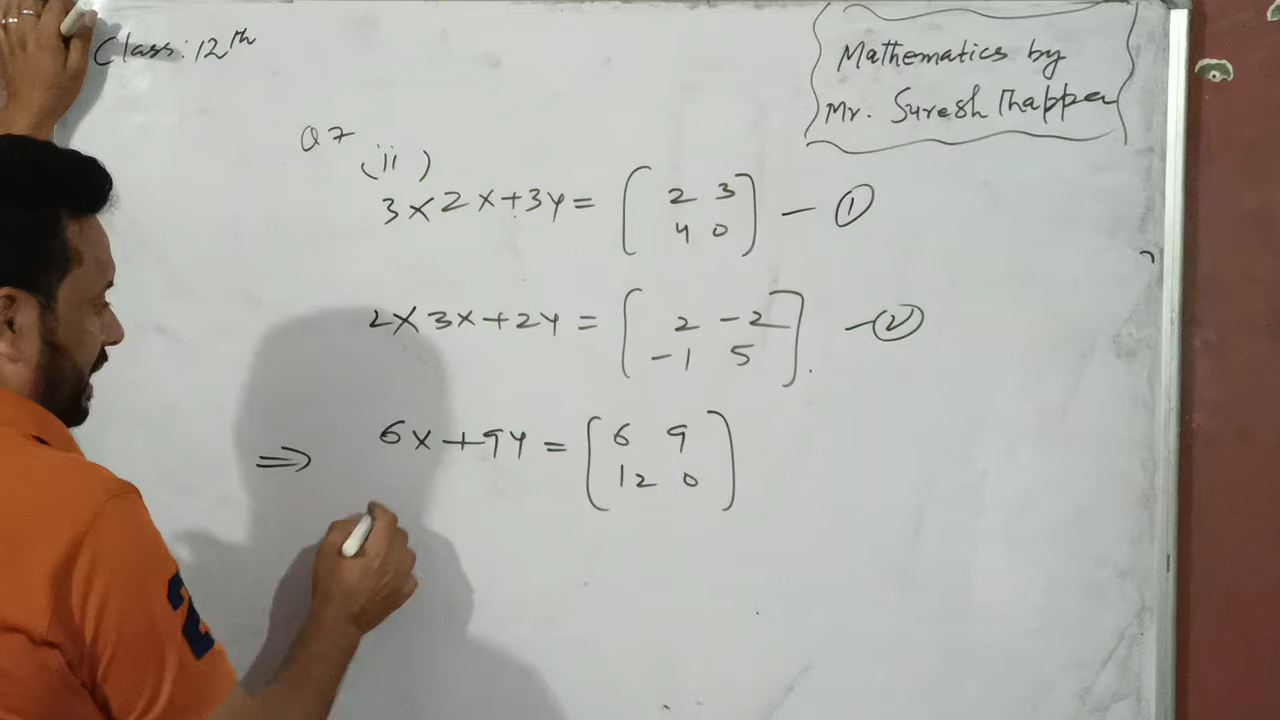 Class: 12th
Mathematics by
Mr. Suresh Thappa
Q7
(ii)
3×2x+3y= [2 3
4 0] — ①
2×3x+2y= [2 -2
-1 5]. — ②
⇒ 6x+9y= [6 9
12 0]